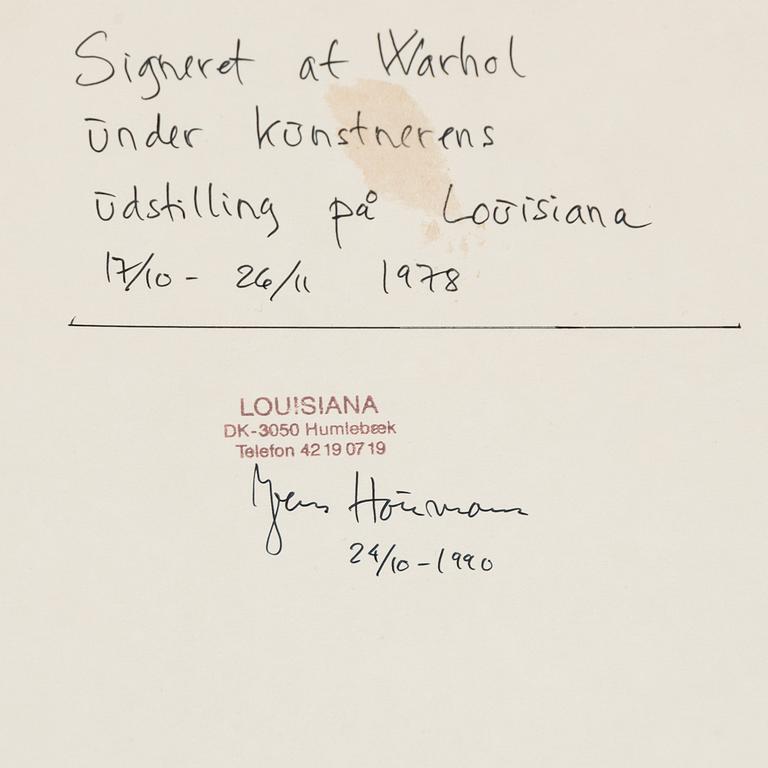 Signeret af Warhol
ūnder kūnstnerens
ūdstilling på Loūisiana
17/10 - 26/11 1978
LOUISIANA
DK-3050 Humlebæk
Telefon 42 19 07 19
24/10 - 1990